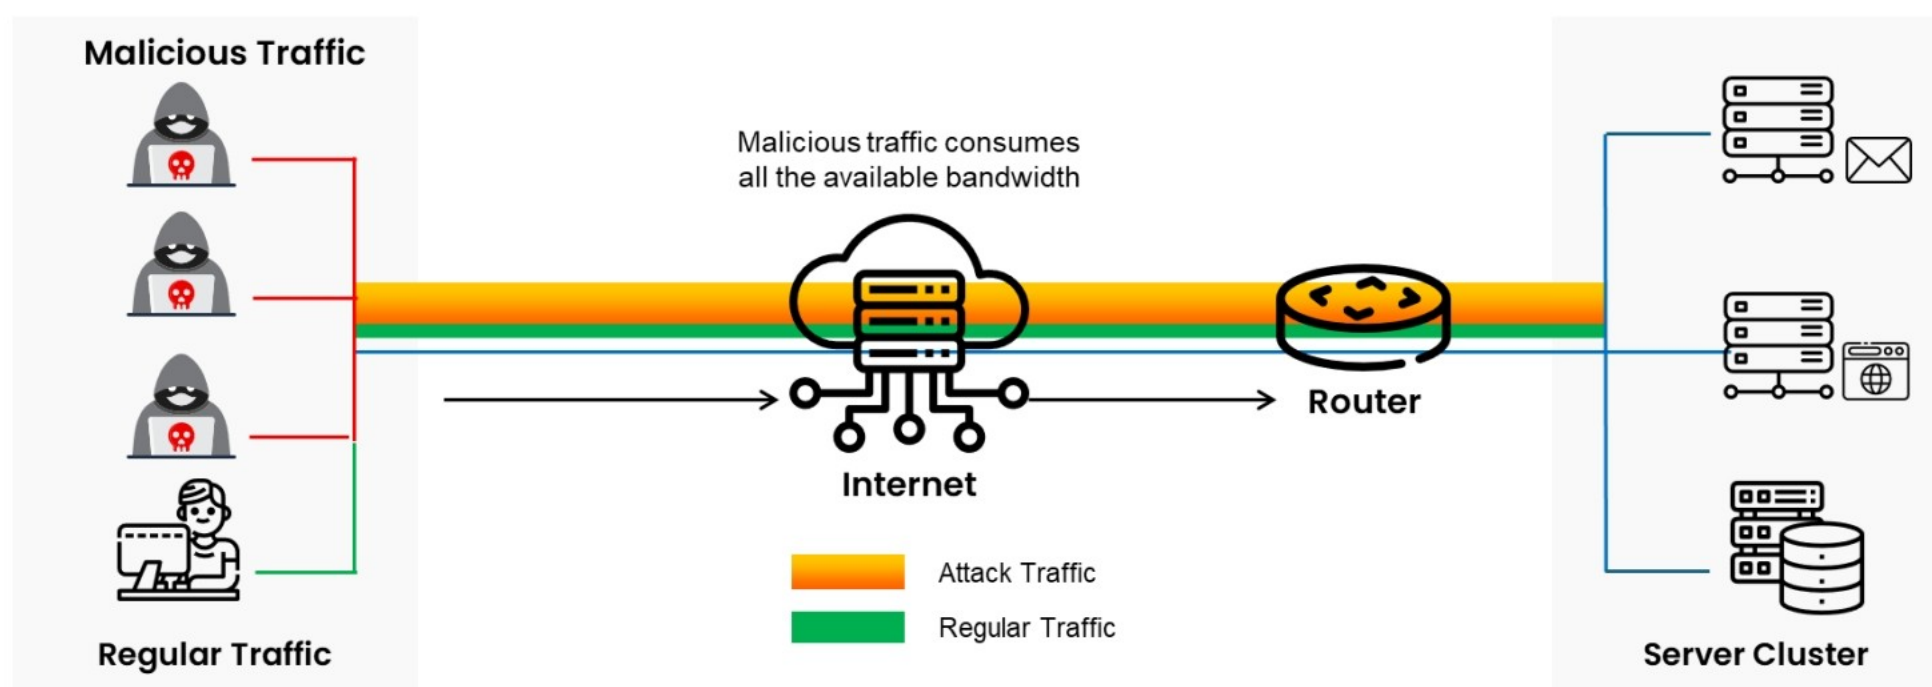 Malicious Traffic
Malicious traffic consumes
all the available bandwidth
Router
Internet
Attack Traffic
Regular Traffic
Regular Traffic
Server Cluster